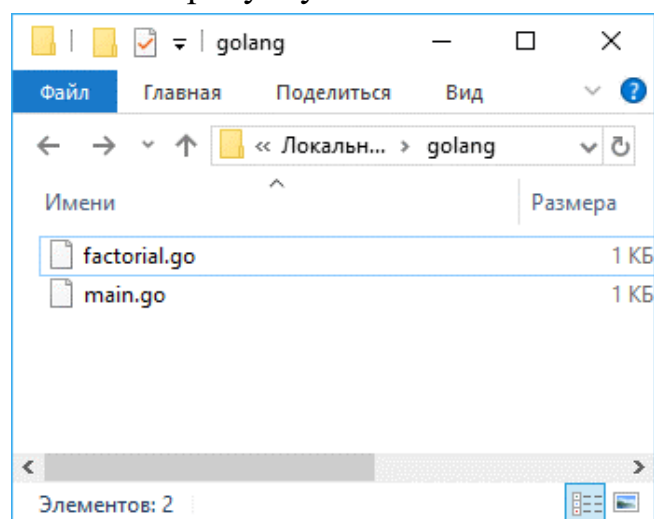 golang
Файл Главная Поделиться Вид
« Локальн... › golang
Имени Размера
factorial.go 1 КБ
main.go 1 КБ
Элементов: 2